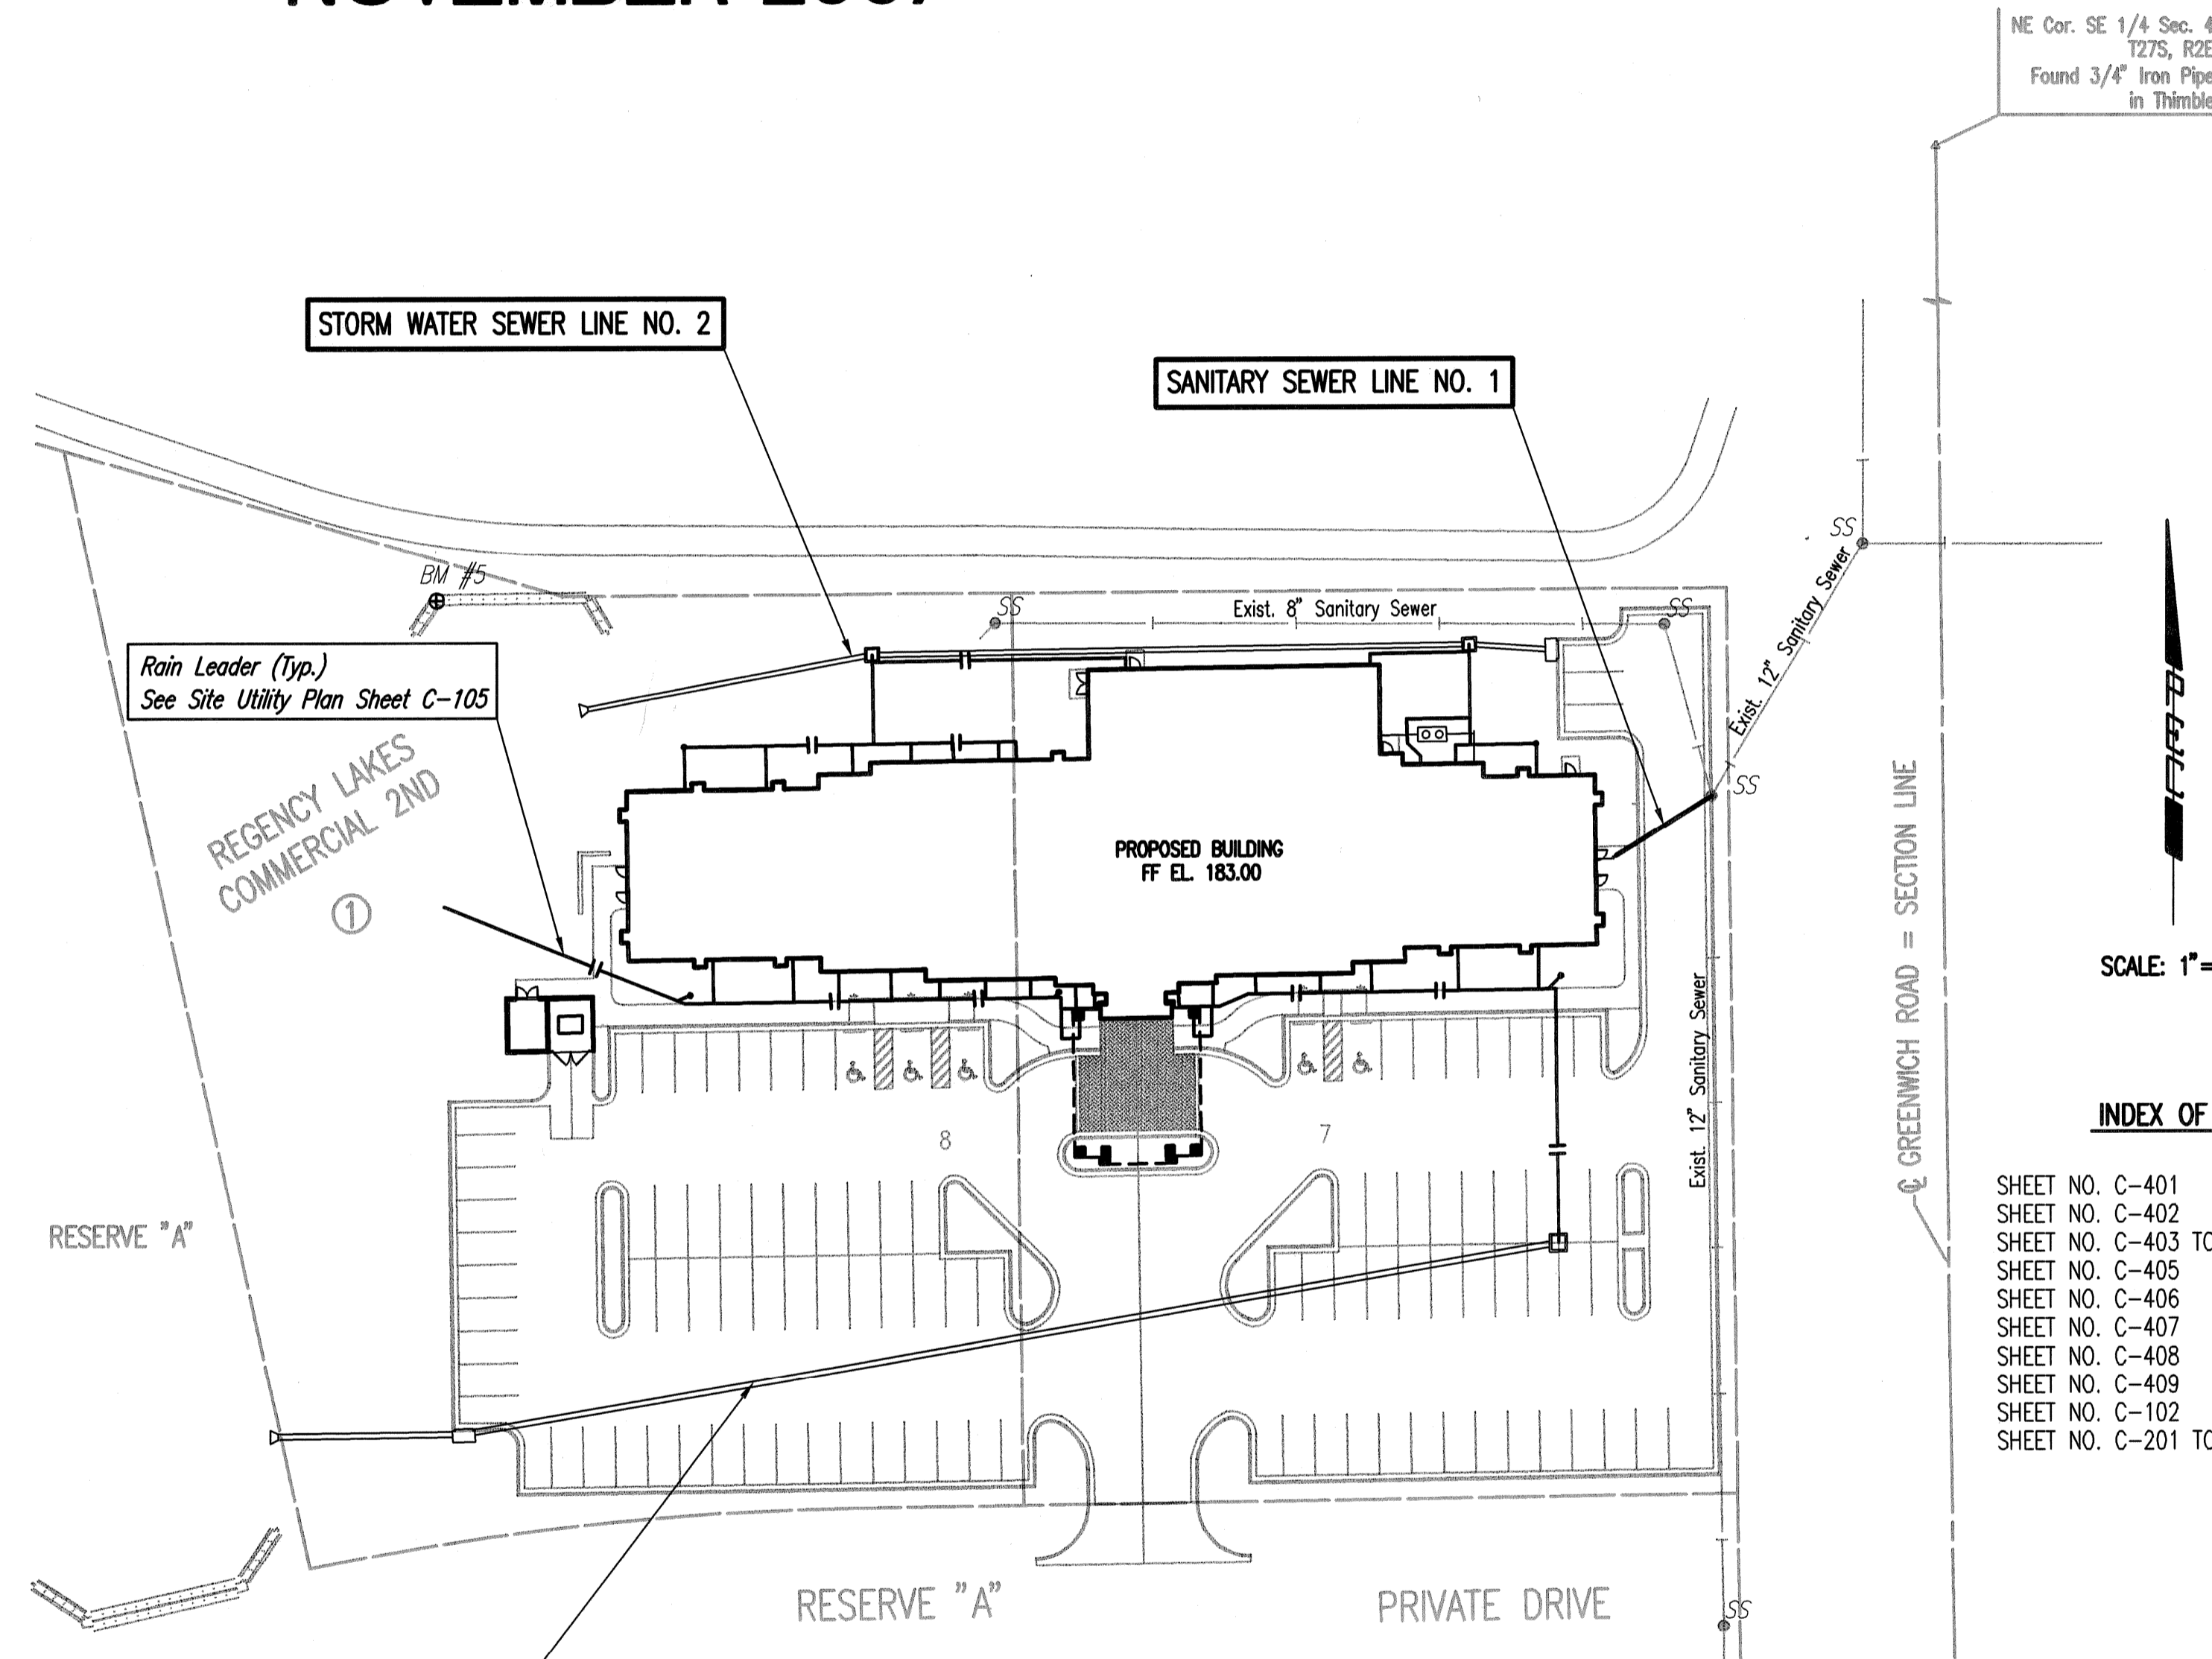 NE Cor. SE 1/4 Sec. 4
T27S, R2E
Found 3/4" Iron Pipe
in Thimble
STORM WATER SEWER LINE NO. 2
SANITARY SEWER LINE NO. 1
SS
BM #5
SS
Exist. 8" Sanitary Sewer
SS
Exist. 12" Sanitary Sewer
Rain Leader (Typ.)
See Site Utility Plan Sheet C-105
SS
REGENCY LAKES
COMMERCIAL 2ND
1
PROPOSED BUILDING
FF EL. 183.00
℄ GREENWICH ROAD = SECTION LINE
SCALE: 1"=
Exist. 12" Sanitary Sewer
8
7
INDEX OF
SHEET NO. C-401
SHEET NO. C-402
SHEET NO. C-403 TO
SHEET NO. C-405
SHEET NO. C-406
SHEET NO. C-407
SHEET NO. C-408
SHEET NO. C-409
SHEET NO. C-102
SHEET NO. C-201 TO
RESERVE "A"
RESERVE "A"
PRIVATE DRIVE
SS